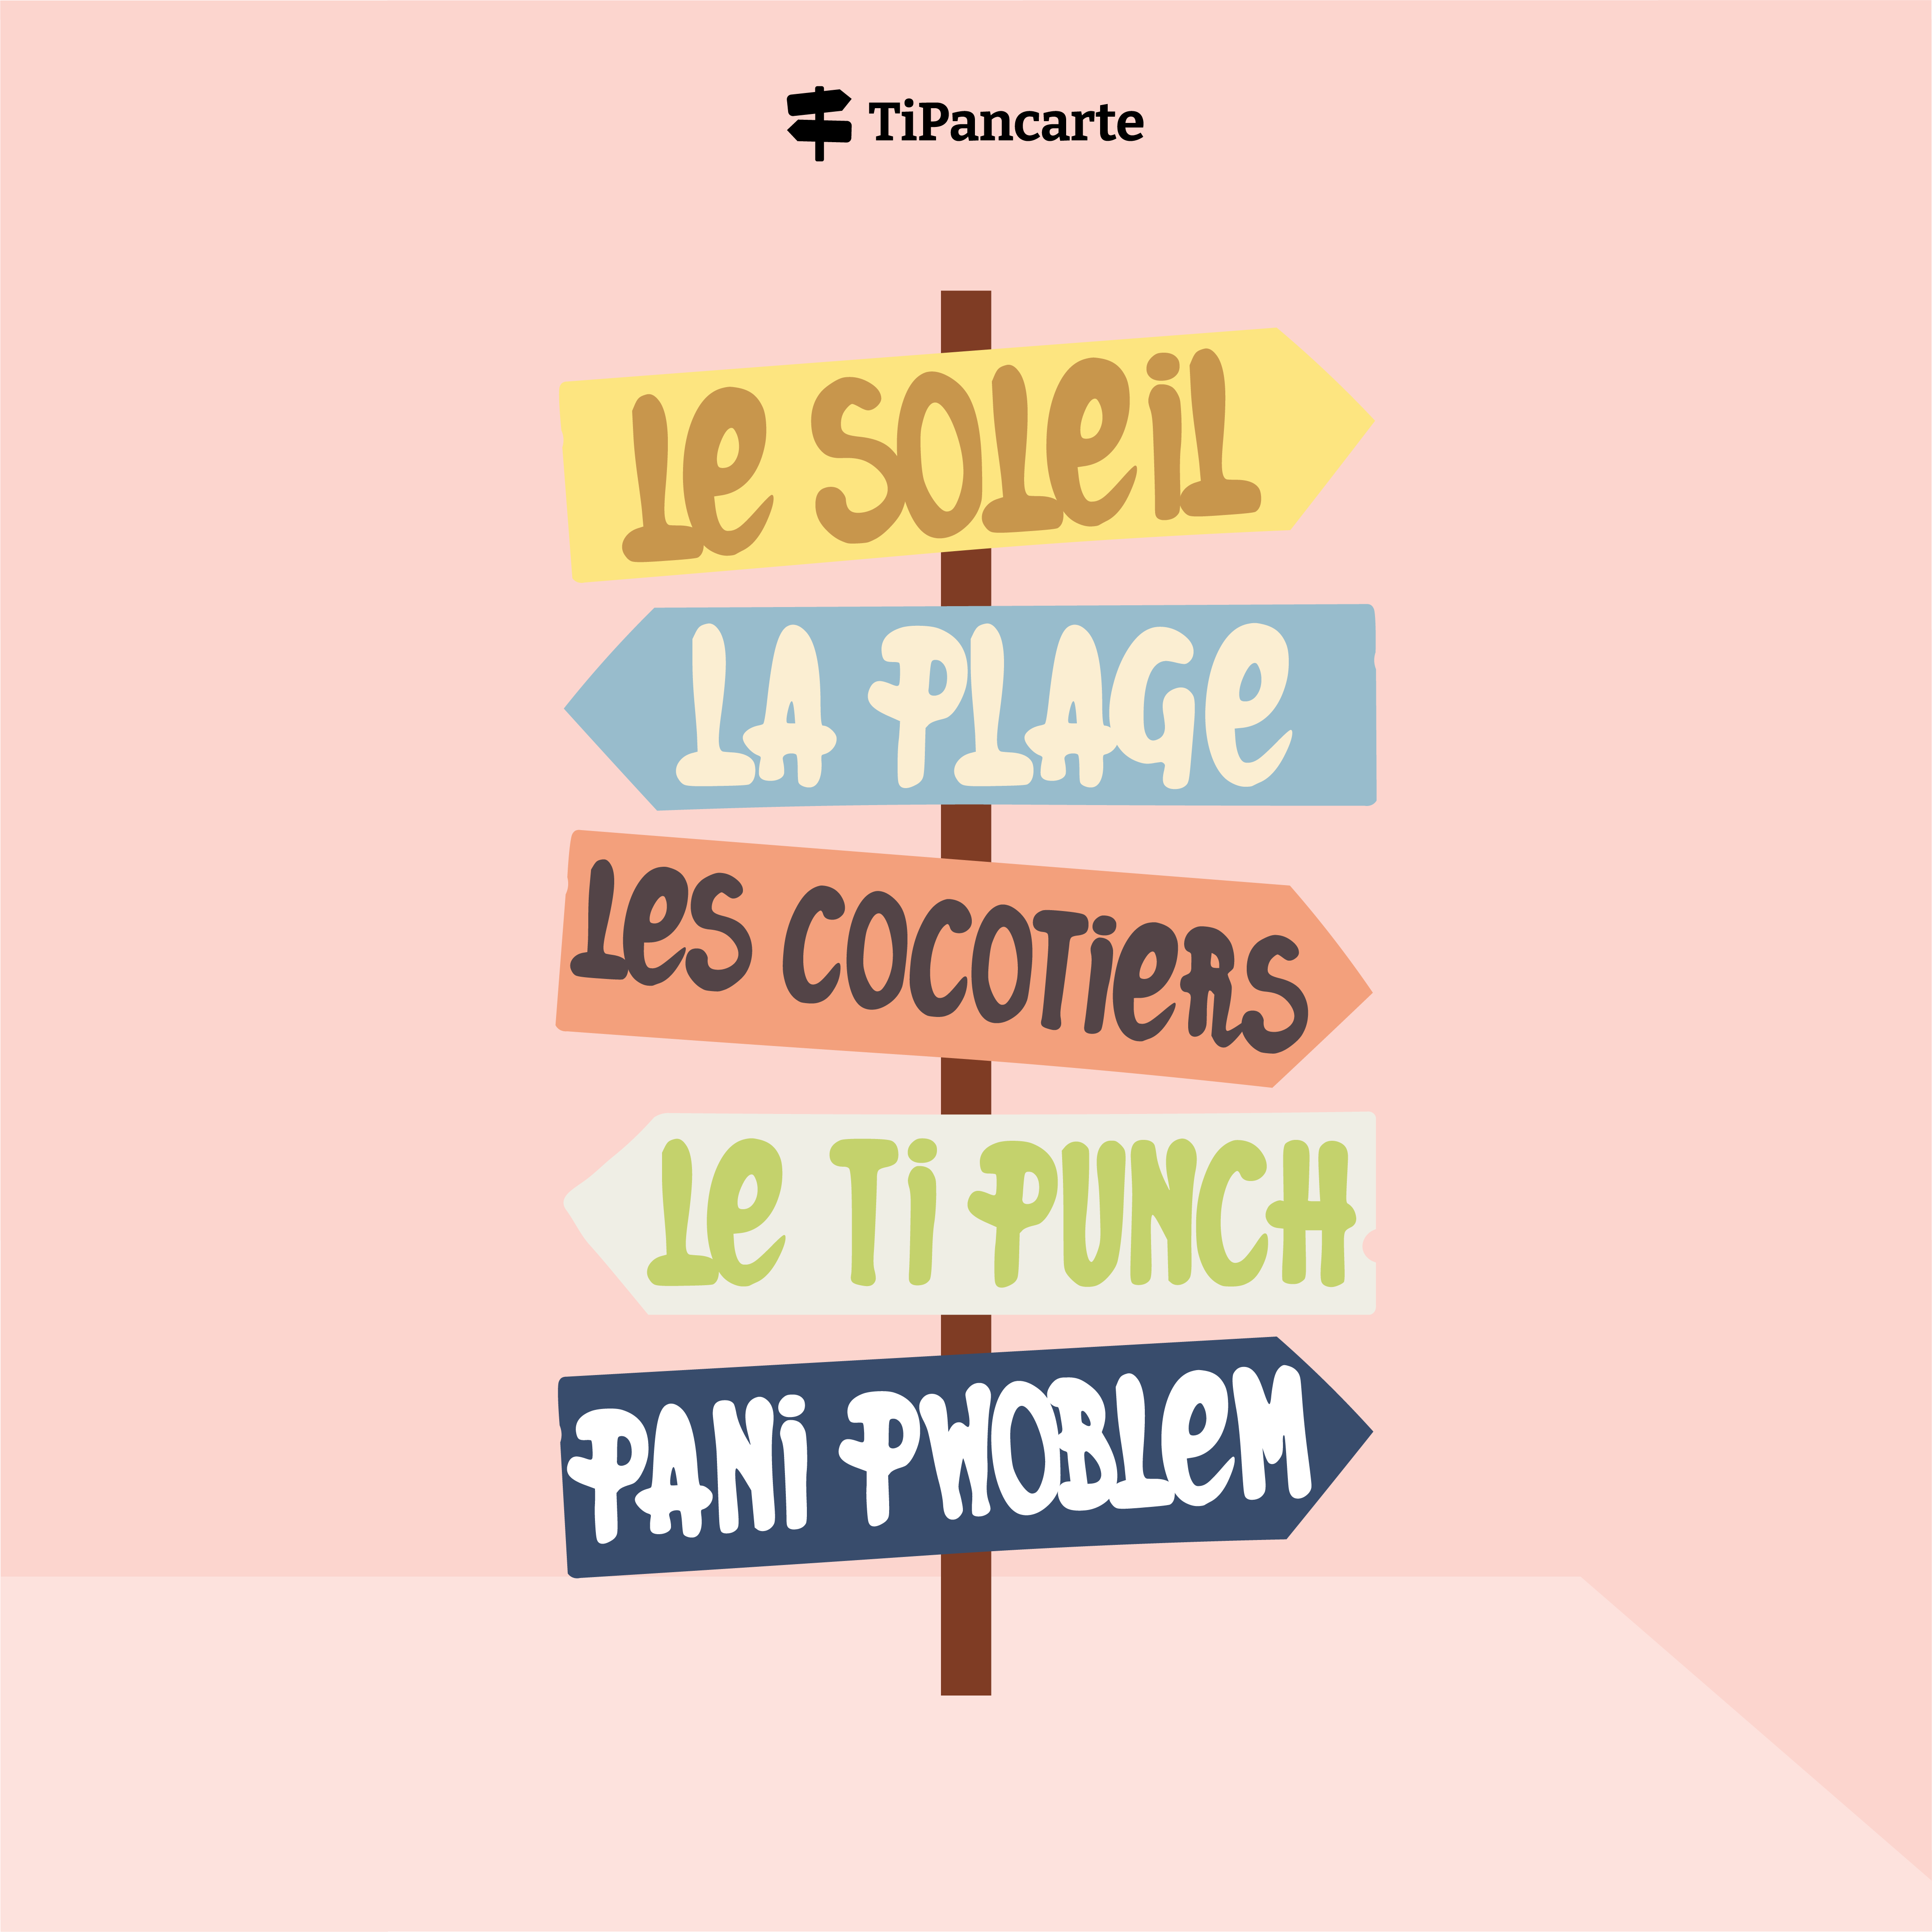 TiPancarte
Le SOLeiL
LA PLAGe
Les COCOTieRs
Le Ti PUNCH
PANi PWOBLeM